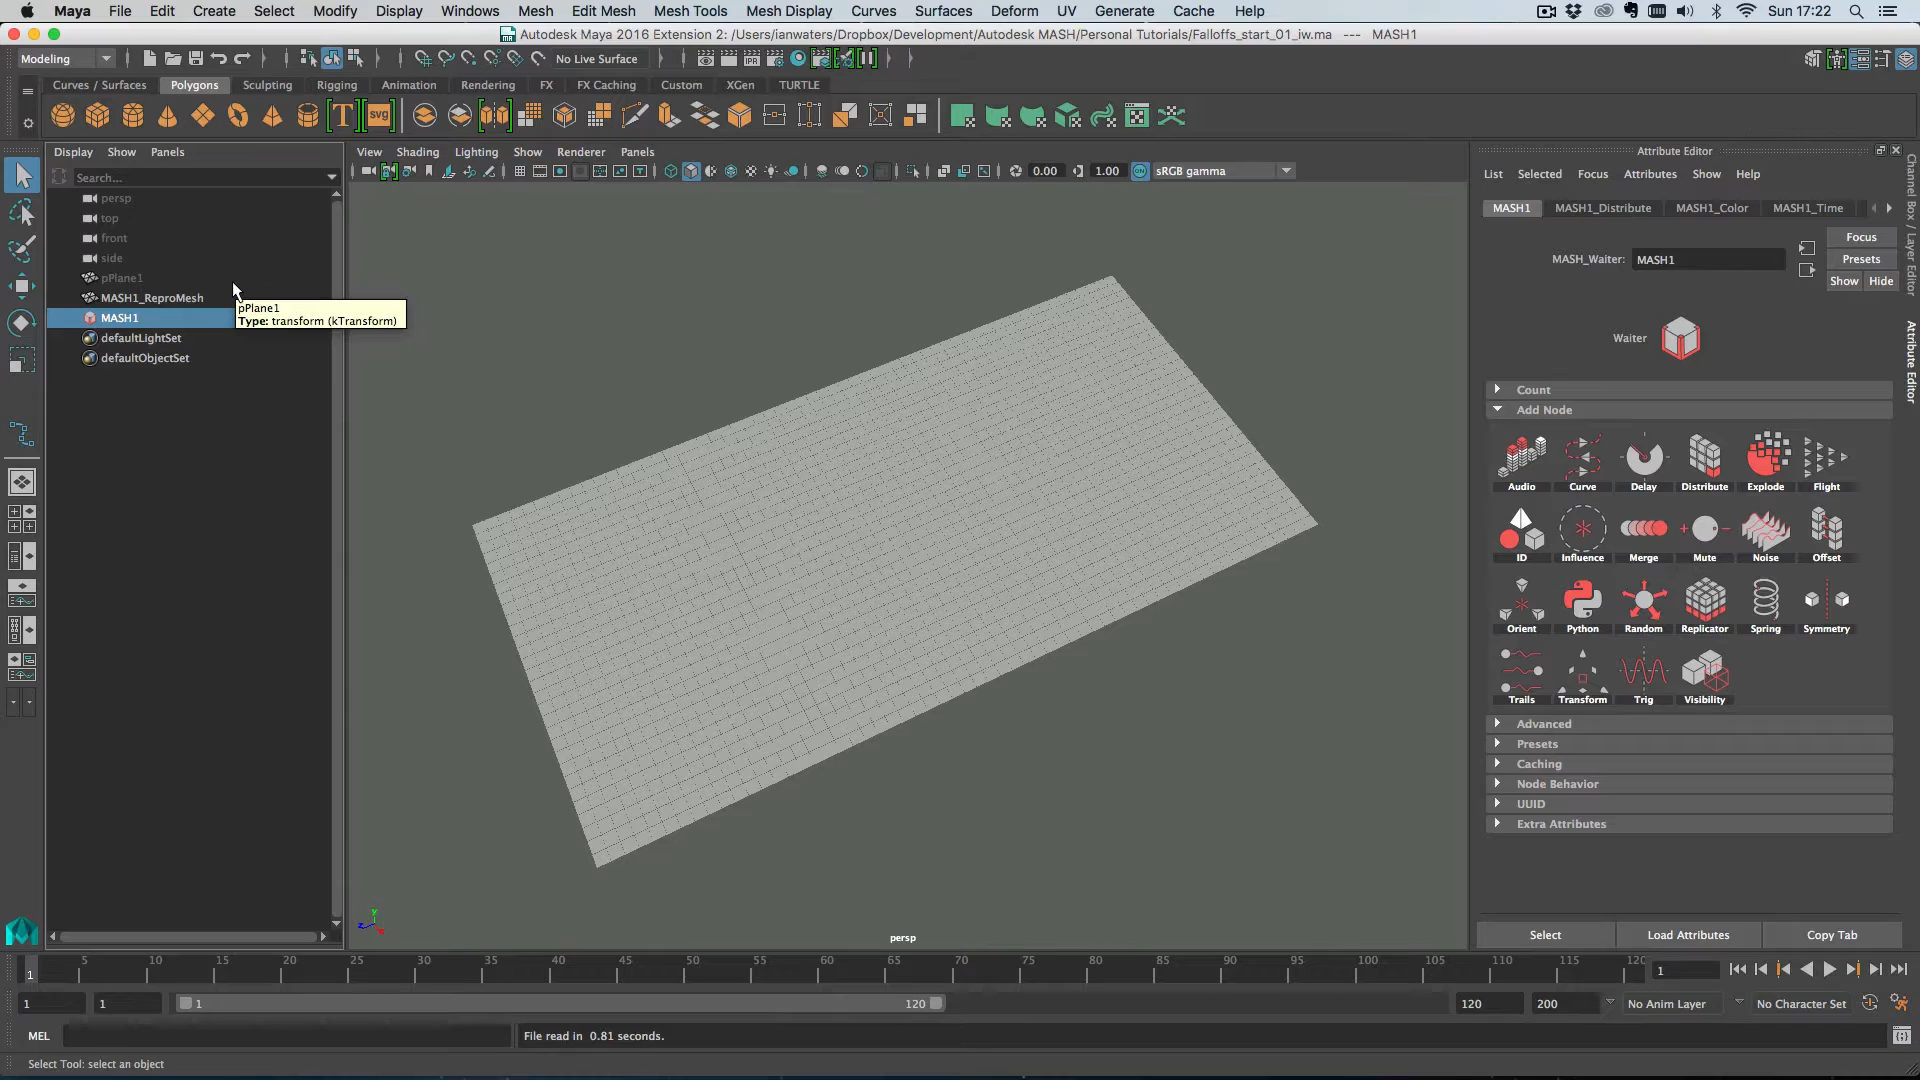 Maya File Edit Create Select Modify Display Windows Mesh Edit Mesh Mesh Tools Mesh Display Curves Surfaces Deform UV Generate Cache Help Sun 17:22
Autodesk Maya 2016 Extension 2: /Users/ianwaters/Dropbox/Development/Autodesk MASH/Personal Tutorials/Falloffs_start_01_iw.ma --- MASH1
Modeling No Live Surface IPR
Curves / Surfaces Polygons Sculpting Rigging Animation Rendering FX FX Caching Custom XGen TURTLE
T svg
Display Show Panels
Search...
persp
top
front
side
pPlane1
MASH1_ReproMesh
MASH1
defaultLightSet
defaultObjectSet
pPlane1
Type: transform (kTransform)
View Shading Lighting Show Renderer Panels
0.00 1.00 ON sRGB gamma
persp
y
z
x
Attribute Editor
List Selected Focus Attributes Show Help
MASH1 MASH1_Distribute MASH1_Color MASH1_Time
MASH_Waiter: MASH1
Focus
Presets
Show Hide
Waiter
Count
Add Node
Audio Curve Delay Distribute Explode Flight
ID Influence Merge Mute Noise Offset
Orient Python Random Replicator Spring Symmetry
Trails Transform Trig Visibility
Advanced
Presets
Caching
Node Behavior
UUID
Extra Attributes
Select Load Attributes Copy Tab
Channel Box / Layer Editor
Attribute Editor
1 5 10 15 20 25 30 35 40 45 50 55 60 65 70 75 80 85 90 95 100 105 110 115 120 1
1 1 1 120 120 200 No Anim Layer No Character Set
MEL File read in 0.81 seconds.
Select Tool: select an object